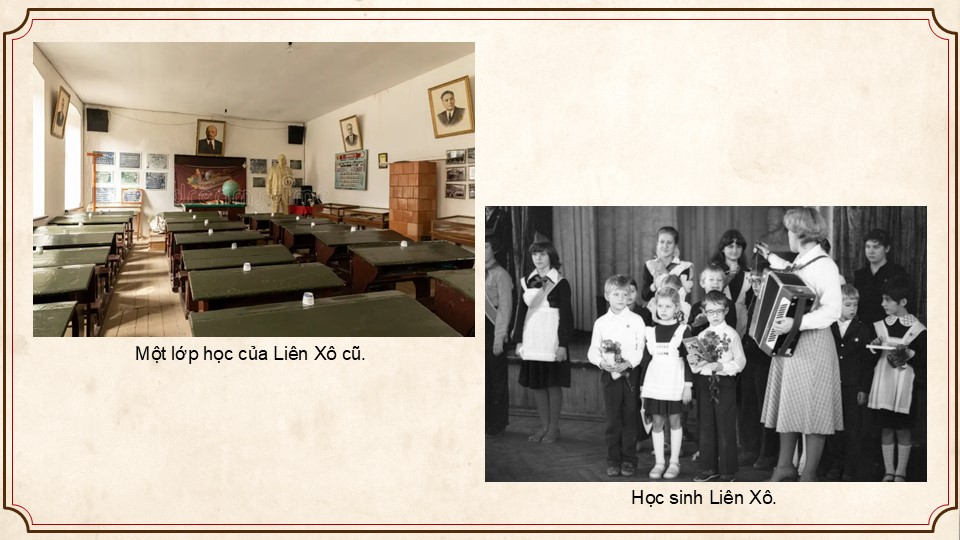 Một lớp học của Liên Xô cũ.
Học sinh Liên Xô.